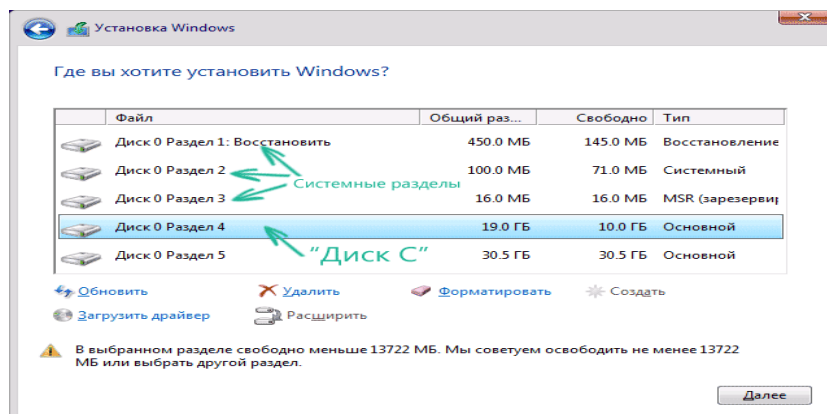 Установка Windows
Где вы хотите установить Windows?
Файл Общий раз... Свободно Тип
Диск 0 Раздел 1: Восстановить 450.0 МБ 145.0 МБ Восстановление
Диск 0 Раздел 2 100.0 МБ 71.0 МБ Системный
Системные разделы
Диск 0 Раздел 3 16.0 МБ 16.0 МБ MSR (зарезервир
Диск 0 Раздел 4 19.0 ГБ 10.0 ГБ Основной
"Диск С"
Диск 0 Раздел 5 30.5 ГБ 30.5 ГБ Основной
Обновить Удалить Форматировать Создать
Загрузить драйвер Расширить
В выбранном разделе свободно меньше 13722 МБ. Мы советуем освободить не менее 13722
МБ или выбрать другой раздел.
Далее